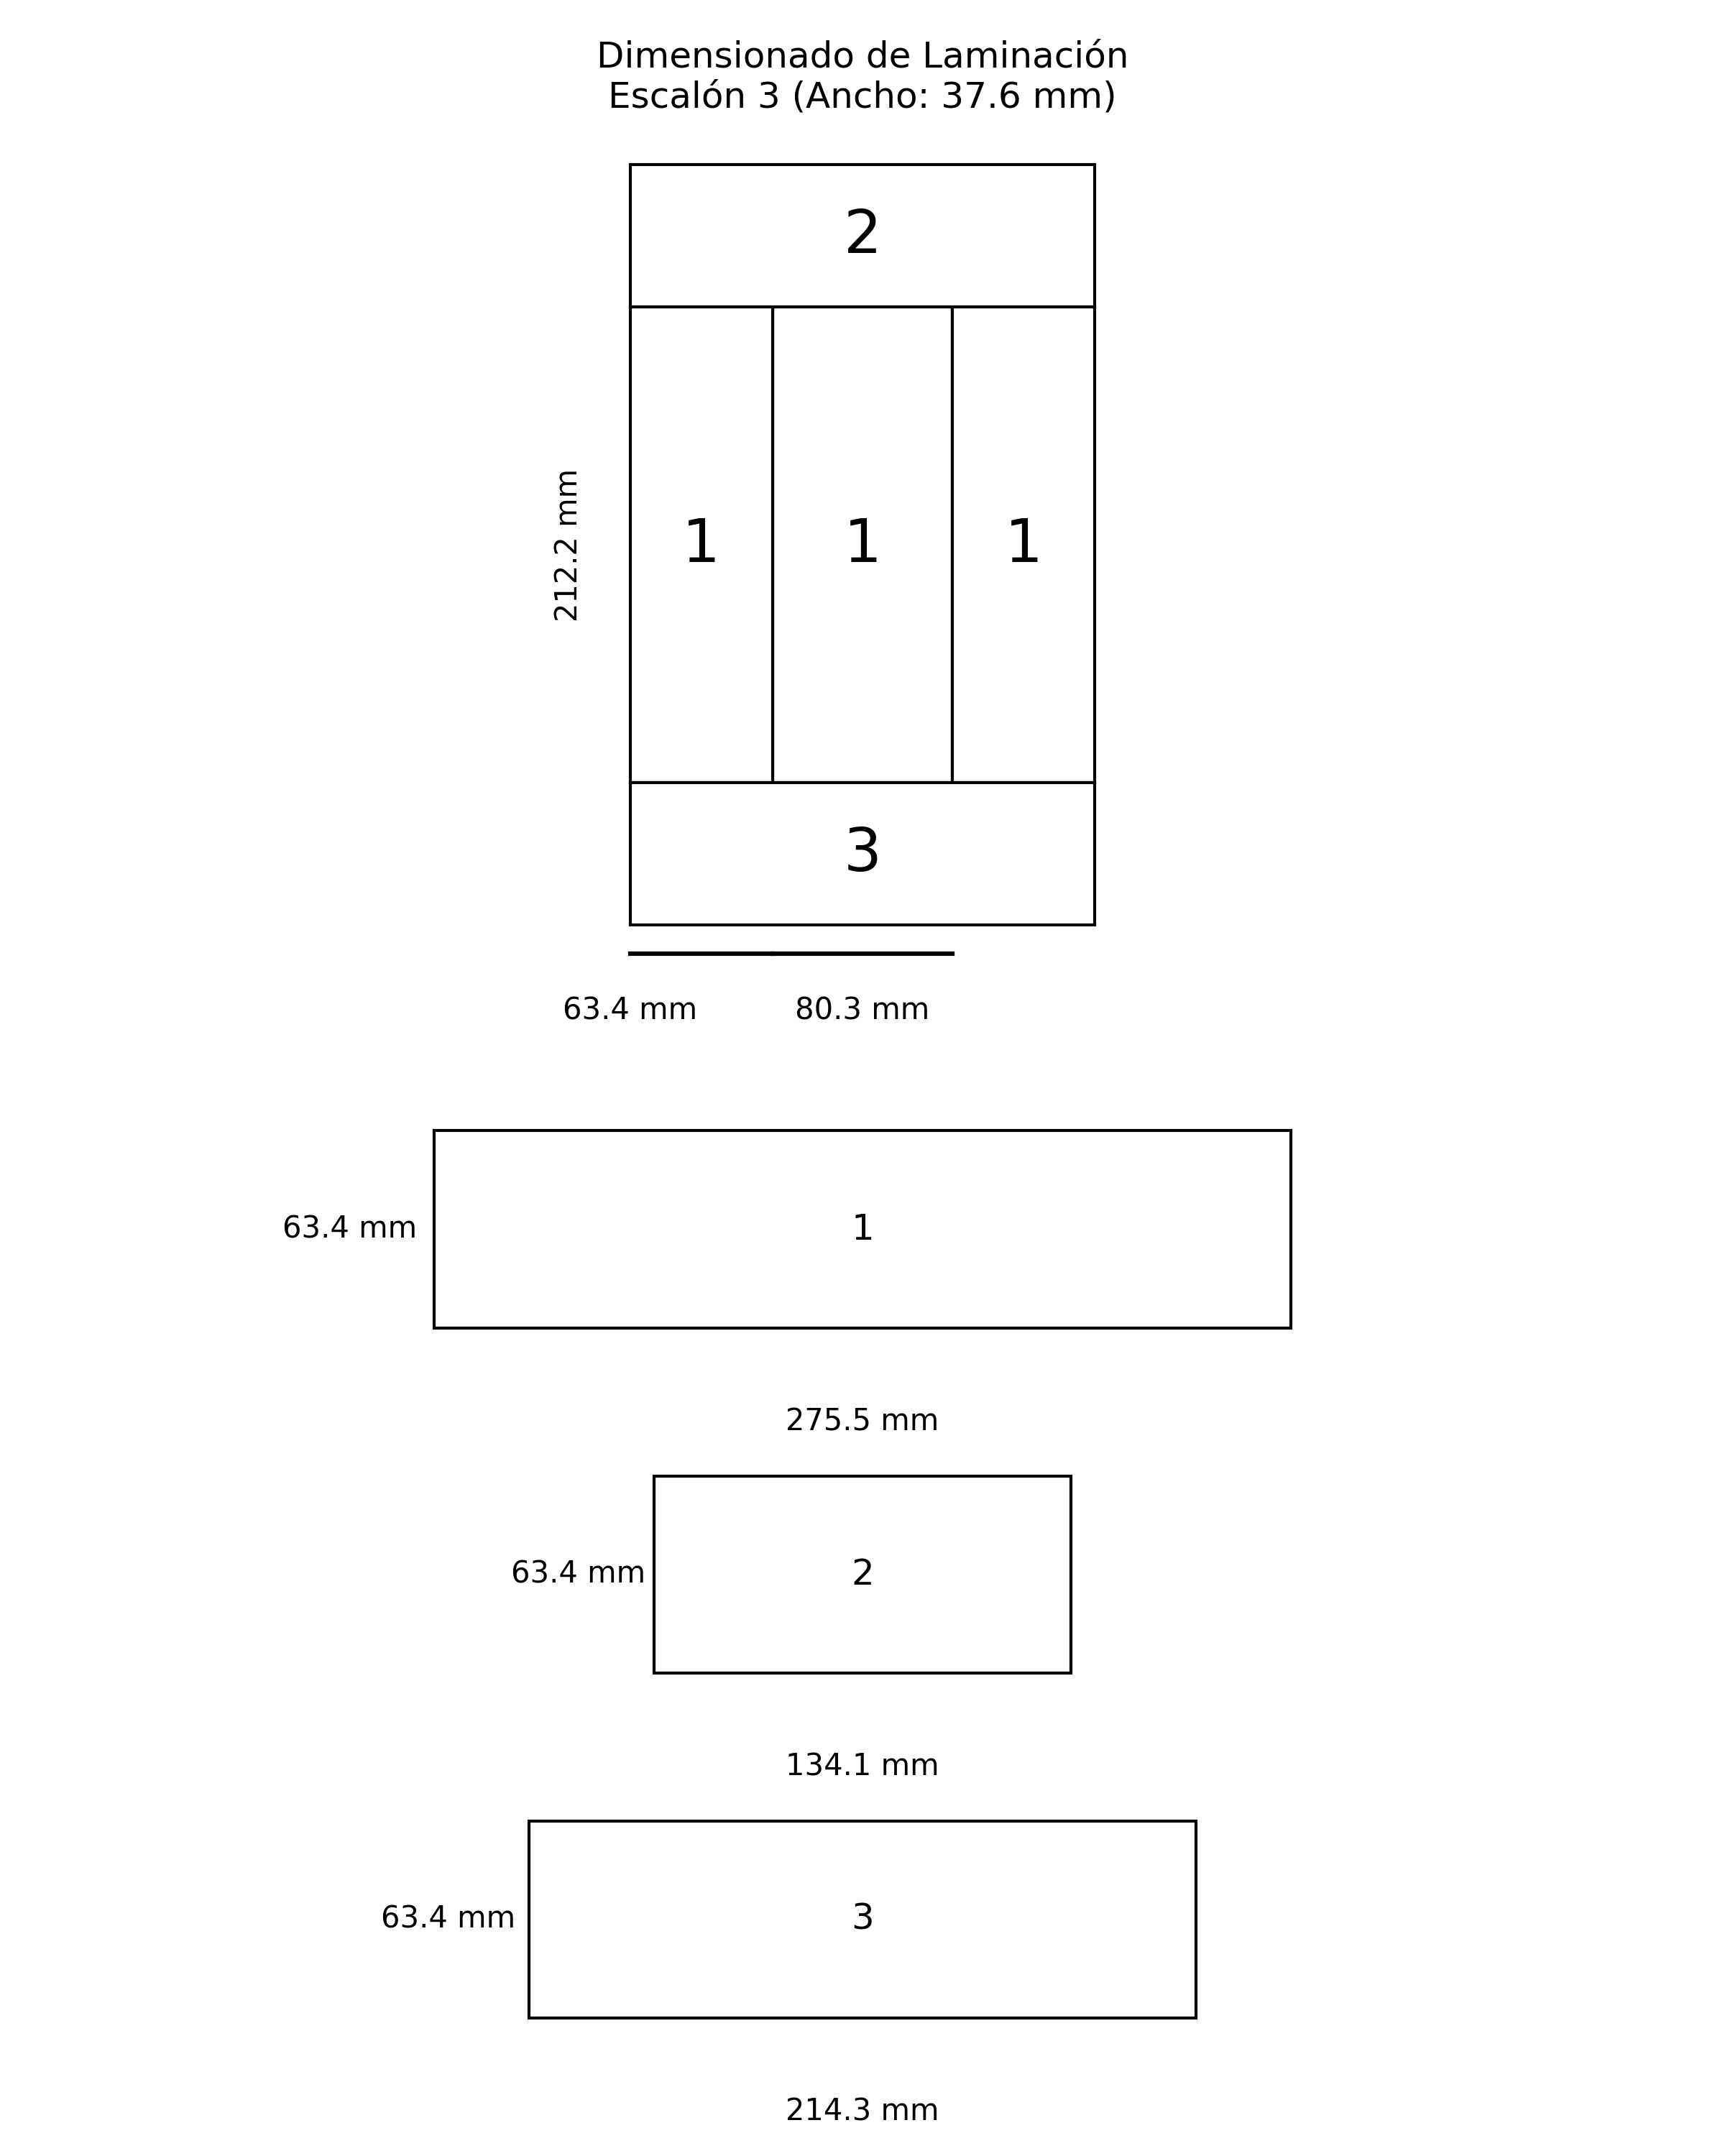 Dimensionado de Laminación
Escalón 3 (Ancho: 37.6 mm)
2
212.2 mm
1 1 1
3
63.4 mm 80.3 mm
63.4 mm 1
275.5 mm
63.4 mm 2
134.1 mm
63.4 mm 3
214.3 mm